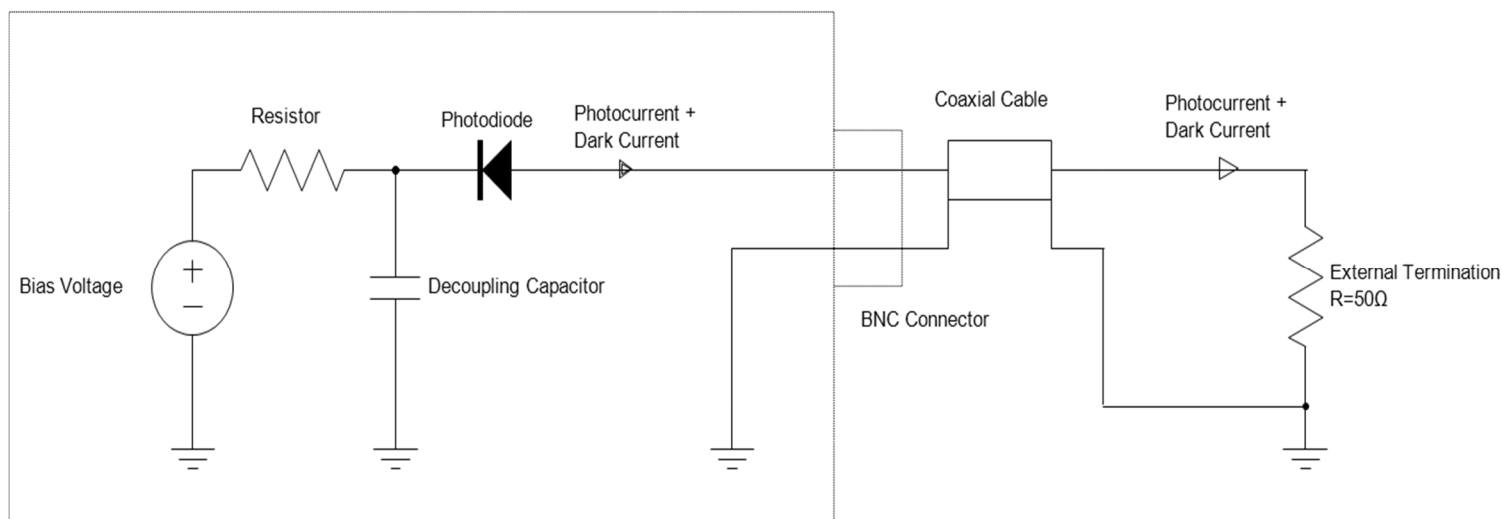 Resistor
Photodiode
Photocurrent +
Dark Current
Coaxial Cable
Photocurrent +
Dark Current
Bias Voltage
+
−
Decoupling Capacitor
BNC Connector
External Termination
R=50Ω